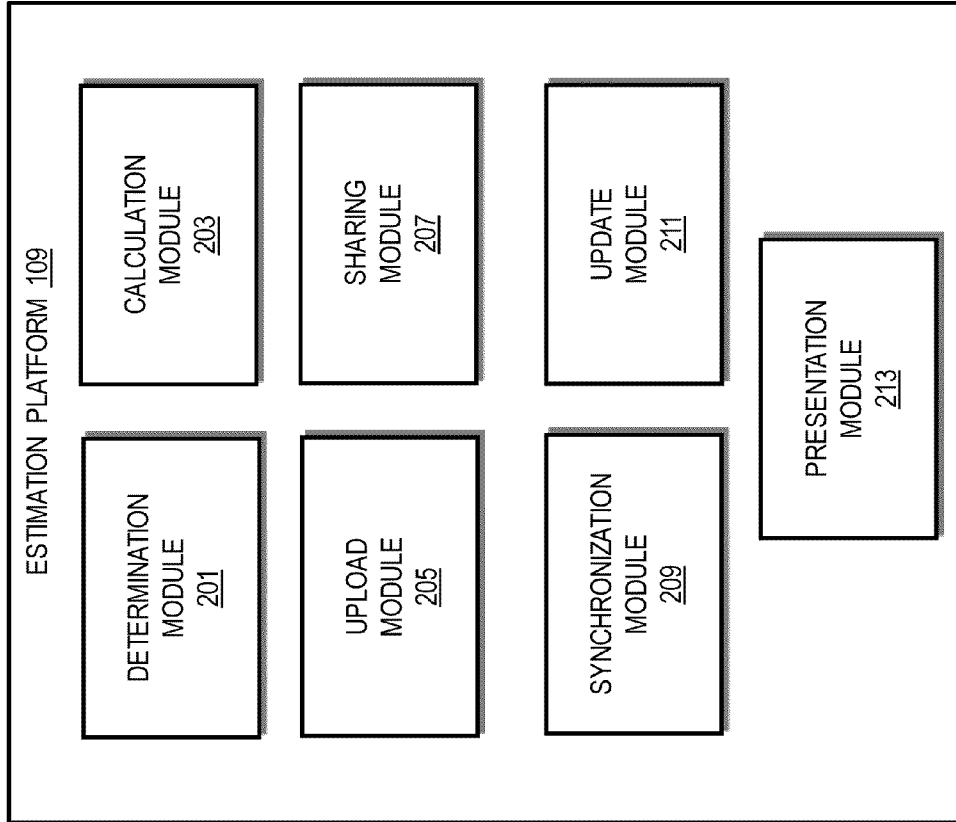 ESTIMATION PLATFORM 109
DETERMINATION
MODULE
201
CALCULATION
MODULE
203
UPLOAD
MODULE
205
SHARING
MODULE
207
SYNCHRONIZATION
MODULE
209
UPDATE
MODULE
211
PRESENTATION
MODULE
213